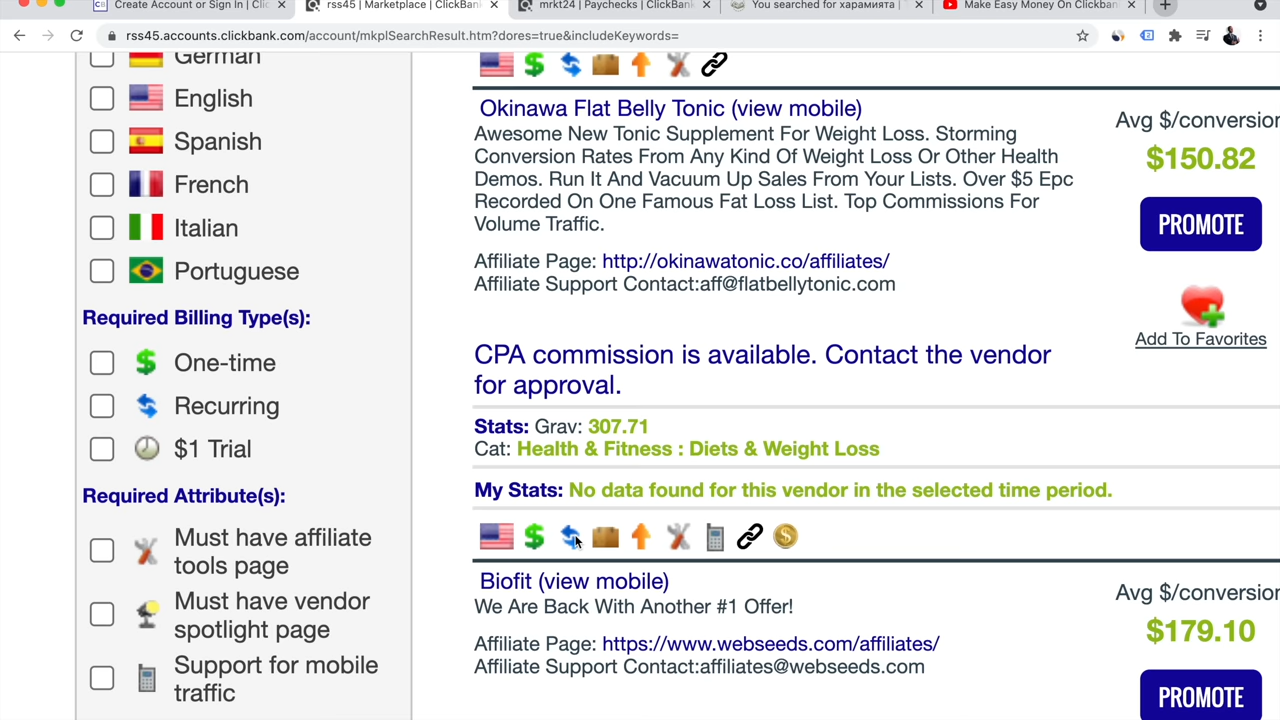 Create Account or Sign In | Clic
rss45 | Marketplace | ClickBank
mrkt24 | Paychecks | ClickBank
You searched for харамията | "
Make Easy Money On Clickbank
rss45.accounts.clickbank.com/account/mkplSearchResult.htm?dores=true&includeKeywords=
German
English
Spanish
French
Italian
Portuguese
Required Billing Type(s):
One-time
Recurring
$1 Trial
Required Attribute(s):
Must have affiliate
tools page
Must have vendor
spotlight page
Support for mobile
traffic
Okinawa Flat Belly Tonic (view mobile)
Awesome New Tonic Supplement For Weight Loss. Storming
Conversion Rates From Any Kind Of Weight Loss Or Other Health
Demos. Run It And Vacuum Up Sales From Your Lists. Over $5 Epc
Recorded On One Famous Fat Loss List. Top Commissions For
Volume Traffic.
Affiliate Page: http://okinawatonic.co/affiliates/
Affiliate Support Contact:aff@flatbellytonic.com
CPA commission is available. Contact the vendor
for approval.
Stats: Grav: 307.71
Cat: Health & Fitness : Diets & Weight Loss
My Stats: No data found for this vendor in the selected time period.
Avg $/conversion
$150.82
PROMOTE
Add To Favorites
Biofit (view mobile)
We Are Back With Another #1 Offer!
Affiliate Page: https://www.webseeds.com/affiliates/
Affiliate Support Contact:affiliates@webseeds.com
Avg $/conversion
$179.10
PROMOTE